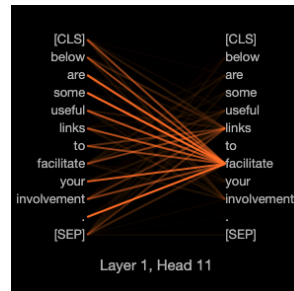 [CLS] [CLS]
below below
are are
some some
useful useful
links links
to to
facilitate facilitate
your your
involvement involvement
. .
[SEP] [SEP]
Layer 1, Head 11